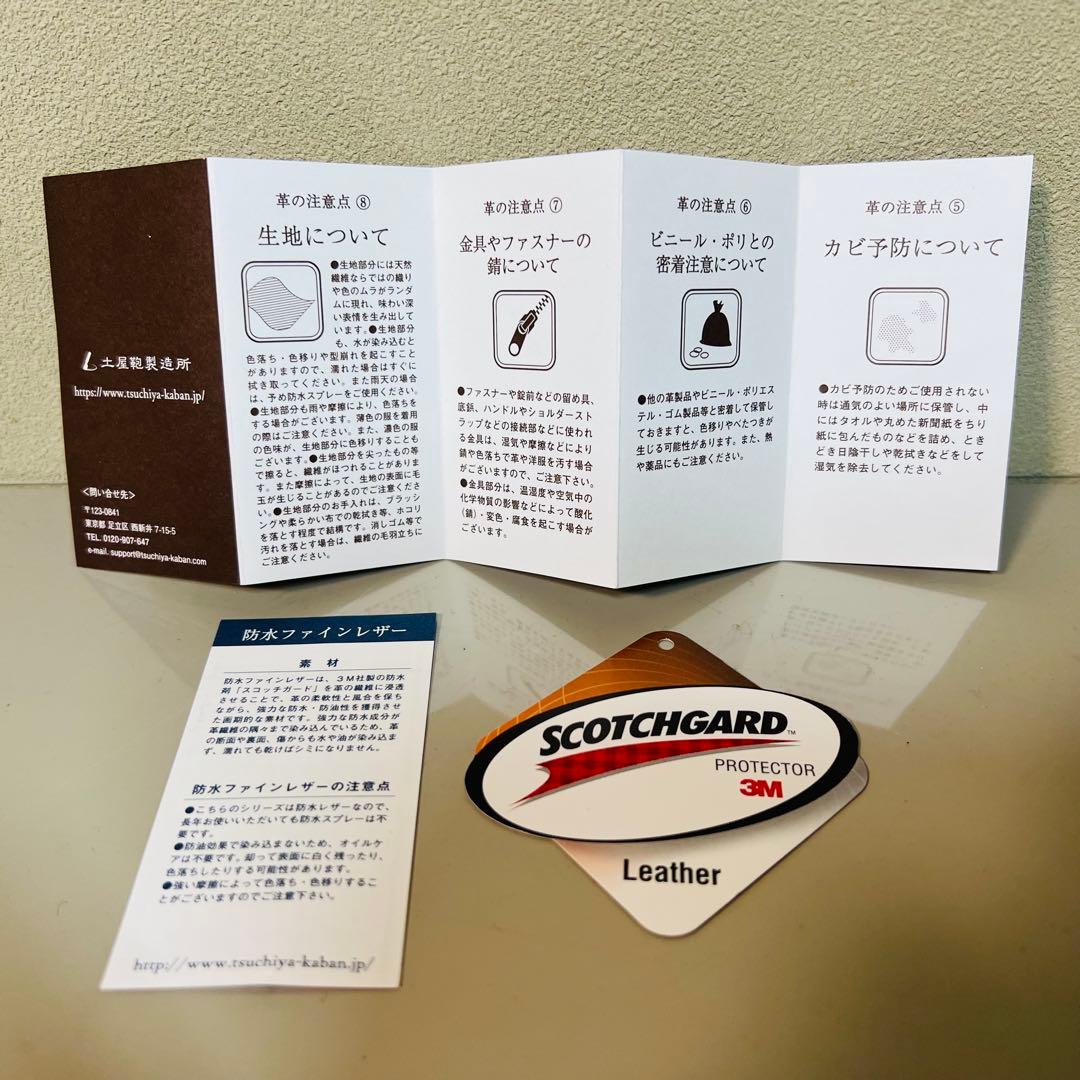 土屋鞄製造所
https://www.tsuchiya-kaban.jp/
<問い合せ先>
〒123-0841
東京都 足立区 西新井 7-15-5
TEL. 0120-907-647
e-mail. support@tsuchiya-kaban.com
革の注意点 ⑧
生地について
●生地部分には天然
繊維ならではの織り
や色のムラがランダ
ムに現れ、味わい深
い表情を生み出して
います。●生地部分
も、水が染み込むと
色落ち・色移りや型崩れを起こすこと
がありますので、濡れた場合はすぐに
拭き取ってください。また雨天の場合
は、予め防水スプレーをご使用ください。
●生地部分も雨や摩擦により、色落ちを
する場合がございます。薄色の服を着用
の際はご注意ください。また、濃色の服
の色味が、生地部分に色移りすることも
ございます。●生地部分を尖ったもの等
で擦ると、繊維がほつれることがありま
す。また摩擦によって、生地の表面に毛
玉が生じることがあるのでご注意くださ
い。●生地部分のお手入れは、ブラッシ
ングや柔らかい布での乾拭き等、ホコリ
を落とす程度で結構です。消しゴム等で
汚れを落とす場合は、繊維の毛羽立ちに
ご注意ください。
革の注意点 ⑦
金具やファスナーの
錆について
●ファスナーや錠前などの留め具、
底鋲、ハンドルやショルダースト
ラップなどの接続部などに使われ
る金具は、湿気や摩擦などにより
錆や色落ちで革や洋服を汚す場合
がございますので、ご注意下さい。
●金具部分は、温湿度や空気中の
化学物質の影響などによって酸化
(錆)・変色・腐食を起こす場合が
ございます。
革の注意点 ⑥
ビニール・ポリとの
密着注意について
●他の革製品やビニール・ポリエス
テル・ゴム製品等と密着して保管し
ておきますと、色移りやべたつきが
生じる可能性があります。また、熱
や薬品にもご注意ください。
革の注意点 ⑤
カビ予防について
●カビ予防のためご使用されない
時は通気のよい場所に保管し、中
にはタオルや丸めた新聞紙をちり
紙に包んだものなどを詰め、とき
どき日陰干しや乾拭きなどをして
湿気を除去してください。
防水ファインレザー
素 材
防水ファインレザーは、3M社製の防水
剤「スコッチガード」を革の繊維に浸透
させることで、革の柔軟性と風合を保ち
ながら、強力な防水・防油性を獲得させ
た画期的な素材です。強力な防水成分が
革繊維の隅々まで染み込んでいるため、革
の断面や裏面、傷からも水や油が染み込ま
ず、濡れても乾けばシミになりません。
防水ファインレザーの注意点
●こちらのシリーズは防水レザーなので、
長年お使いいただいても防水スプレーは不
要です。
●防油効果で染み込まないため、オイルケ
アは不要です。却って表面に白く残ったり、
色落ちしたりする可能性があります。
●強い摩擦によって色落ち・色移りするこ
とがございますのでご注意下さい。
http://www.tsuchiya-kaban.jp/
SCOTCHGARD™
PROTECTOR
3M
Leather